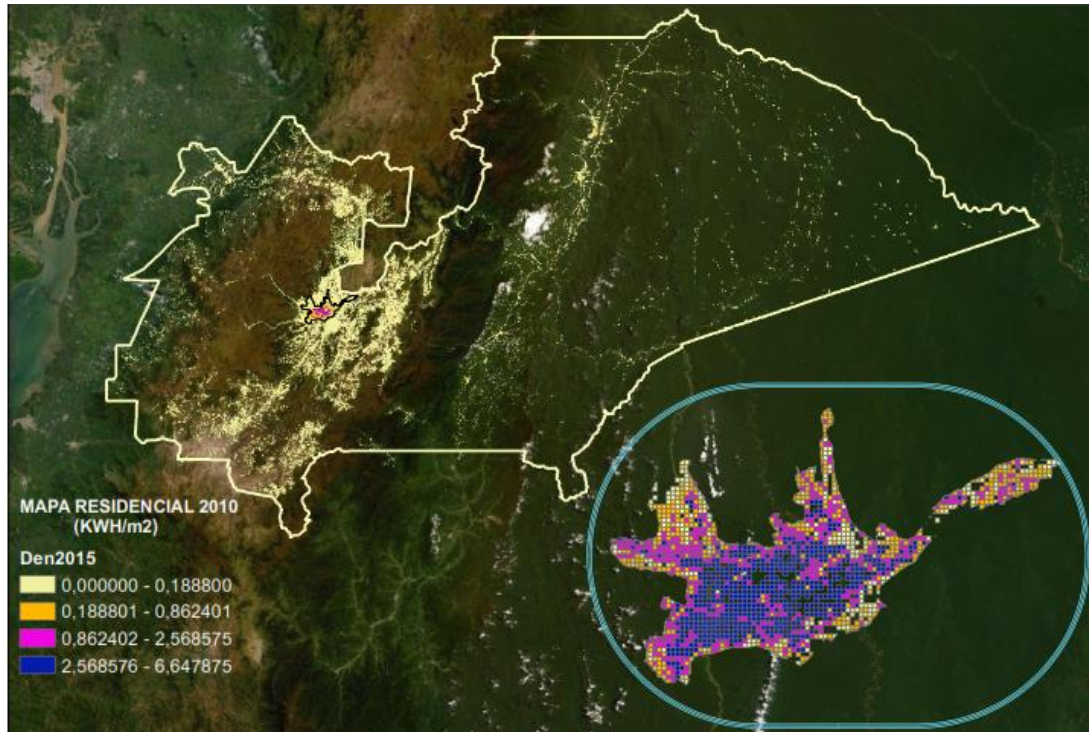 MAPA RESIDENCIAL 2010
(KWH/m2)
Den2015
0,000000 - 0,188800
0,188801 - 0,862401
0,862402 - 2,568575
2,568576 - 6,647875